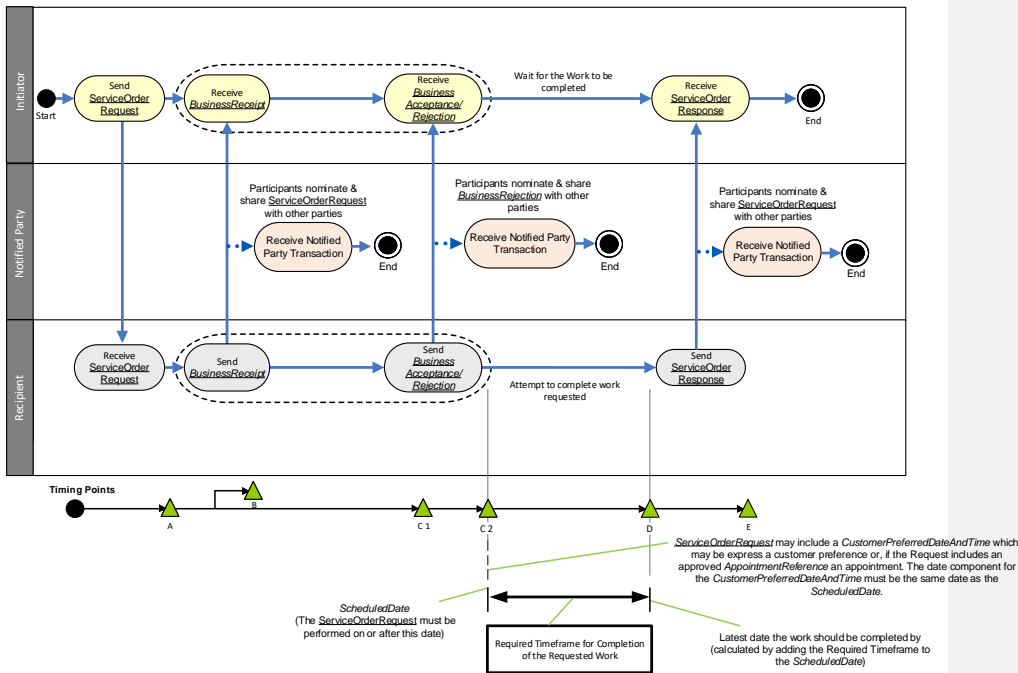 Initiator
Start
Send
ServiceOrder
Request
Receive
BusinessReceipt
Receive
Business
Acceptance/
Rejection
Wait for the Work to be
completed
Receive
ServiceOrder
Response
End
Notified Party
Participants nominate &
share ServiceOrderRequest
with other parties
Receive Notified
Party Transaction
End
Participants nominate & share
BusinessRejection with other
parties
Receive Notified Party
Transaction
End
Participants nominate &
share ServiceOrderRequest
with other parties
Receive Notified
Party Transaction
End
Recipient
Receive
ServiceOrder
Request
Send
BusinessReceipt
Send
Business
Acceptance/
Rejection
Attempt to complete work
requested
Send
ServiceOrder
Response
Timing Points
A
B
C 1
C 2
D
E
ServiceOrderRequest may include a CustomerPreferredDateAndTime which
may be express a customer preference or, if the Request includes an
approved AppointmentReference an appointment. The date component for
the CustomerPreferredDateAndTime must be the same date as the
ScheduledDate.
ScheduledDate
(The ServiceOrderRequest must be
performed on or after this date)
Required Timeframe for Completion
of the Requested Work
Latest date the work should be completed by
(calculated by adding the Required Timeframe to
the ScheduledDate)